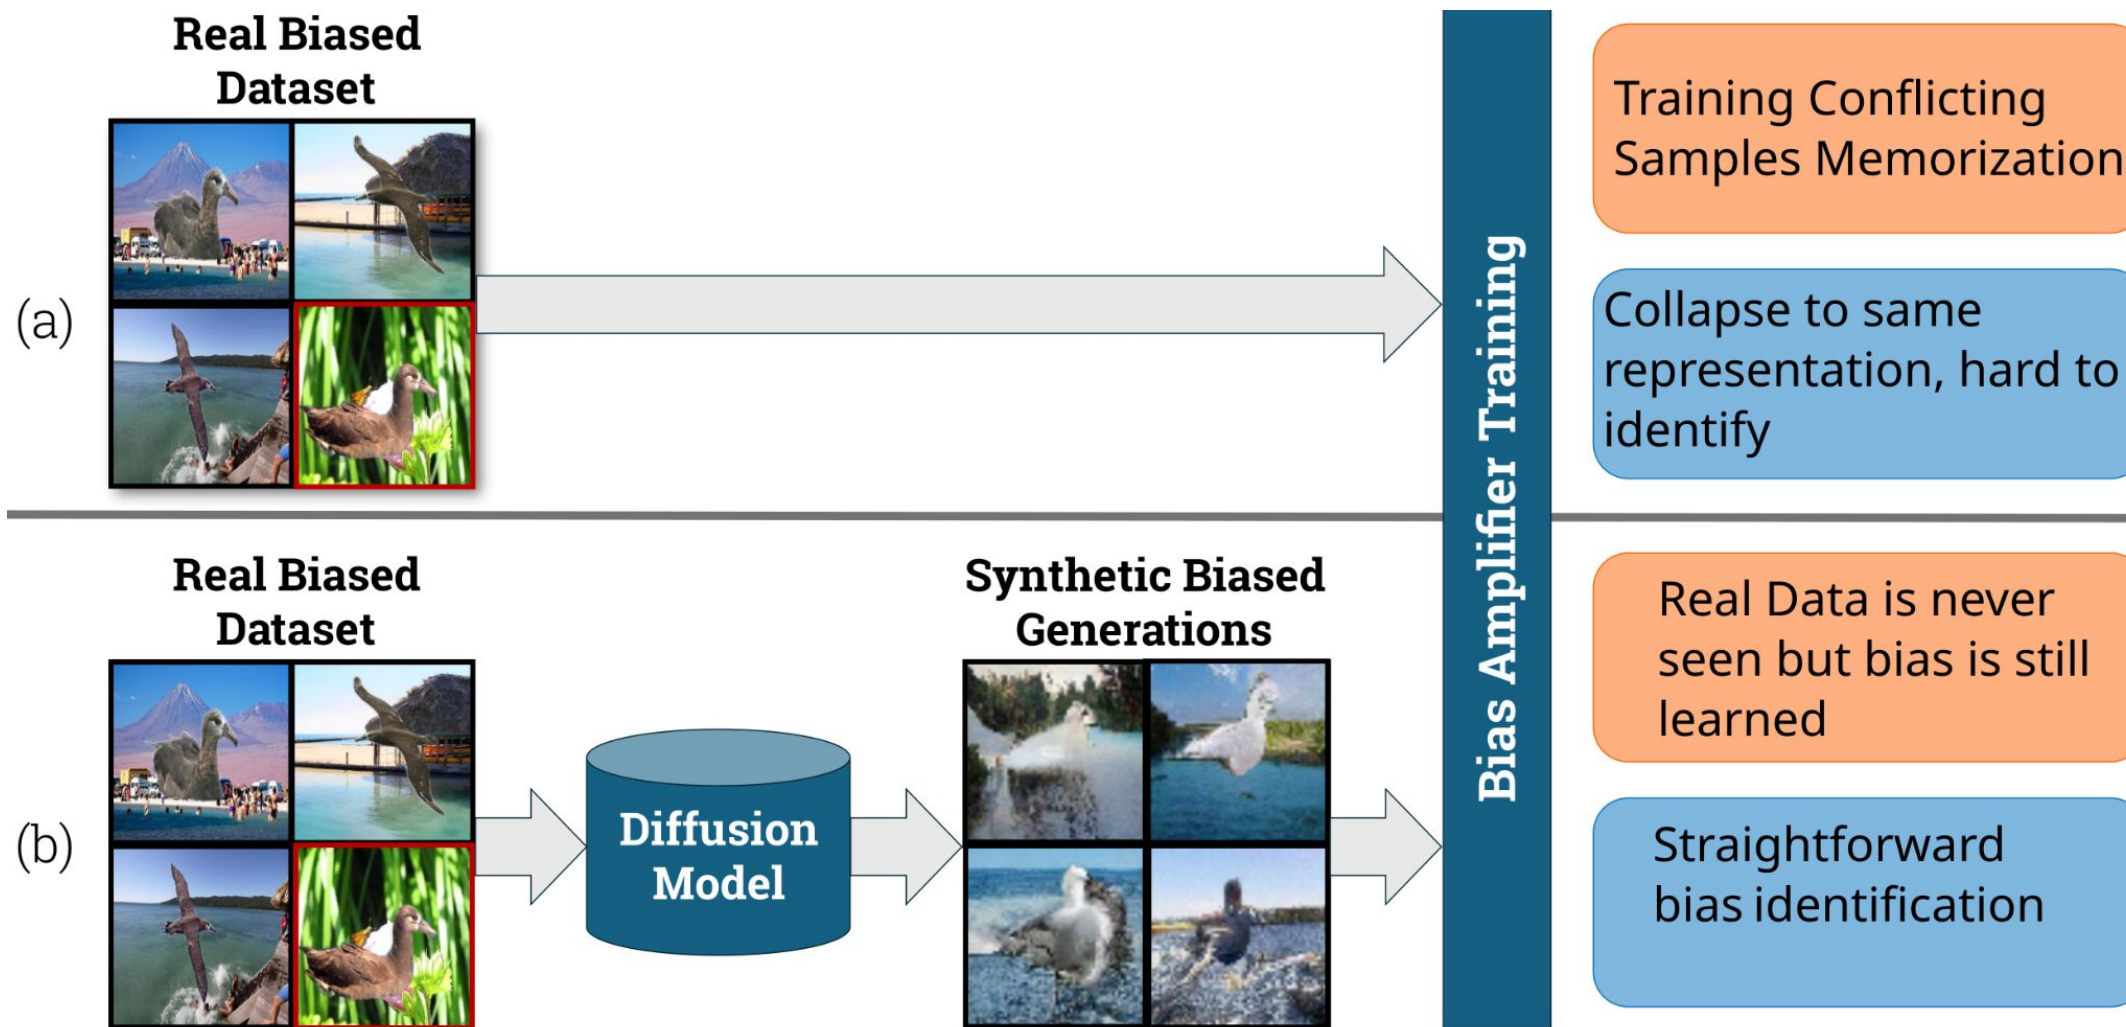 Real Biased
Dataset
(a)
Bias Amplifier Training
Training Conflicting
Samples Memorization
Collapse to same
representation, hard to
identify
Real Biased
Dataset
(b)
Diffusion
Model
Synthetic Biased
Generations
Real Data is never
seen but bias is still
learned
Straightforward
bias identification